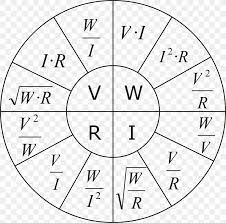 W/I
V·I
I·R
I²·R
√W·R
V²/R
V W
R I
V²/W
W/V
V/I
V/R
W/I²
√W/R